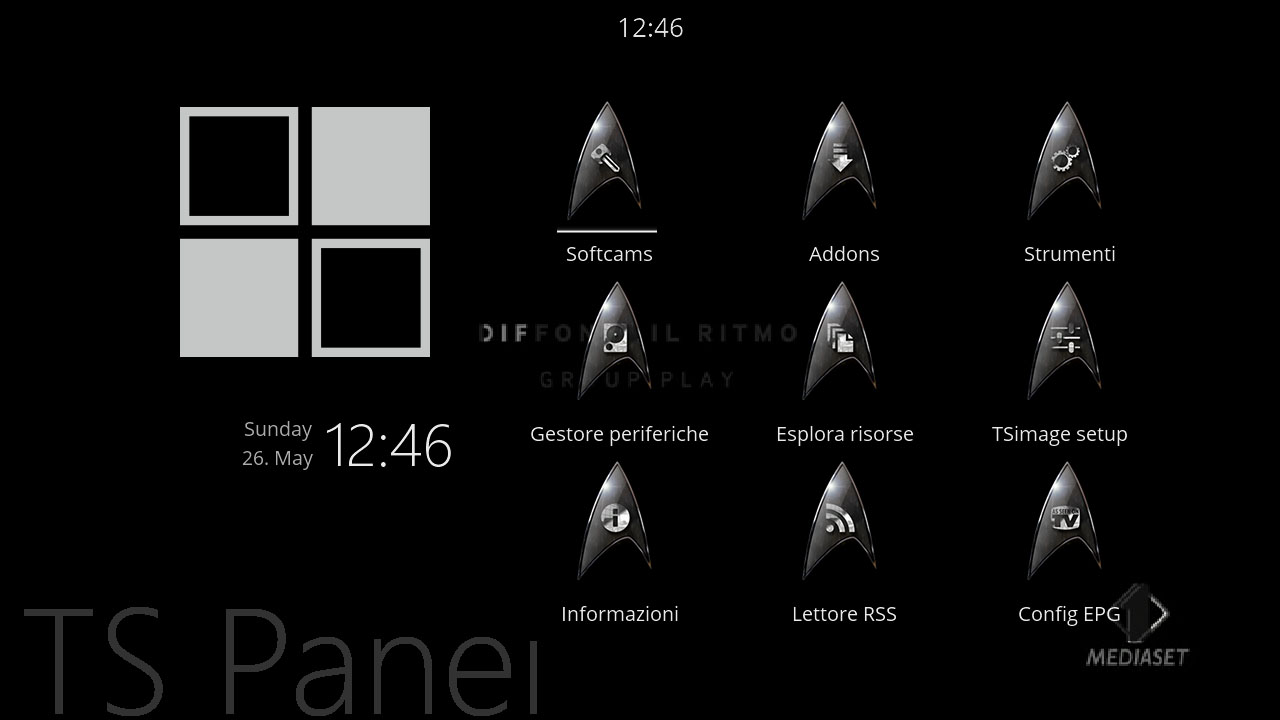 12:46
Softcams
Addons
Strumenti
DIFFONDI IL RITMO
GROUP PLAY
Gestore periferiche
Esplora risorse
TSimage setup
Sunday
26. May
12:46
TV
Informazioni
Lettore RSS
Config EPG
MEDIASET
TS Panel